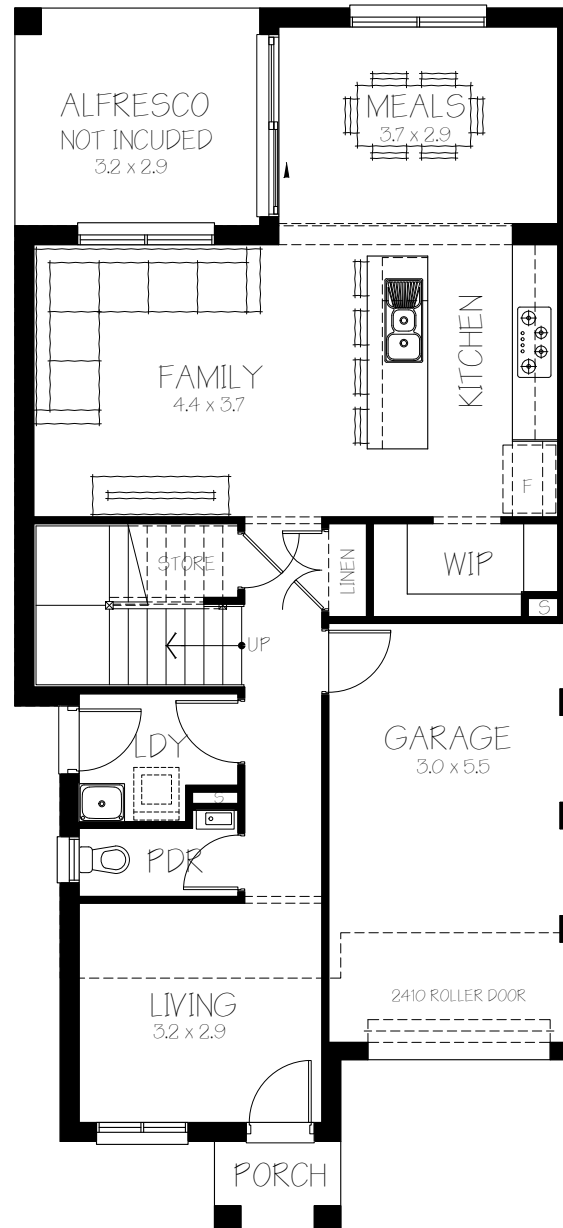 ALFRESCO
NOT INCUDED
3.2 x 2.9
MEALS
3.7 x 2.9
FAMILY
4.4 x 3.7
KITCHEN
F
STORE
LINEN
WIP
S
UP
LDY
S
GARAGE
3.0 x 5.5
PDR
LIVING
3.2 x 2.9
2410 ROLLER DOOR
PORCH